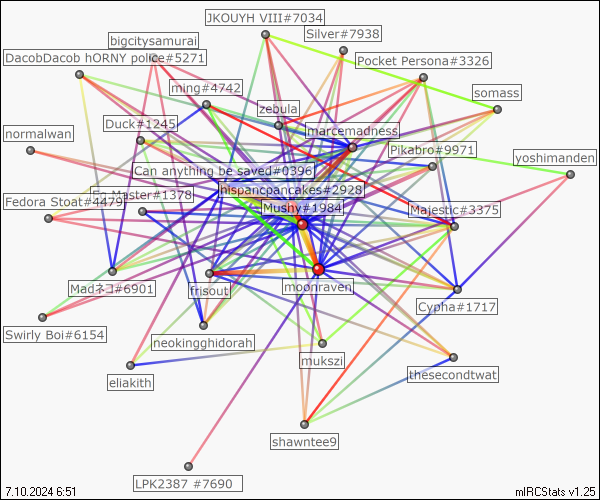 JKOUYH VIII#7034
Silver#7938
bigcitysamurai
DacobDacob hORNY police#5271
Pocket Persona#3326
ming#4742
somass
zebula
Duck#1245
marcemadness
normalwan
Pikabro#9971
yoshimanden
Can anything be saved#0396
hispancpancakes#2928
Fedora Stoat#4479
Mushy#1984
Majestic#3375
Madネコ#6901
frisout
moonraven
Cypha#1717
Swirly Boi#6154
neokingghidorah
mukszi
eliakith
thesecondtwat
shawntee9
LPK2387 #7690
7.10.2024 6:51
mIRCStats v1.25